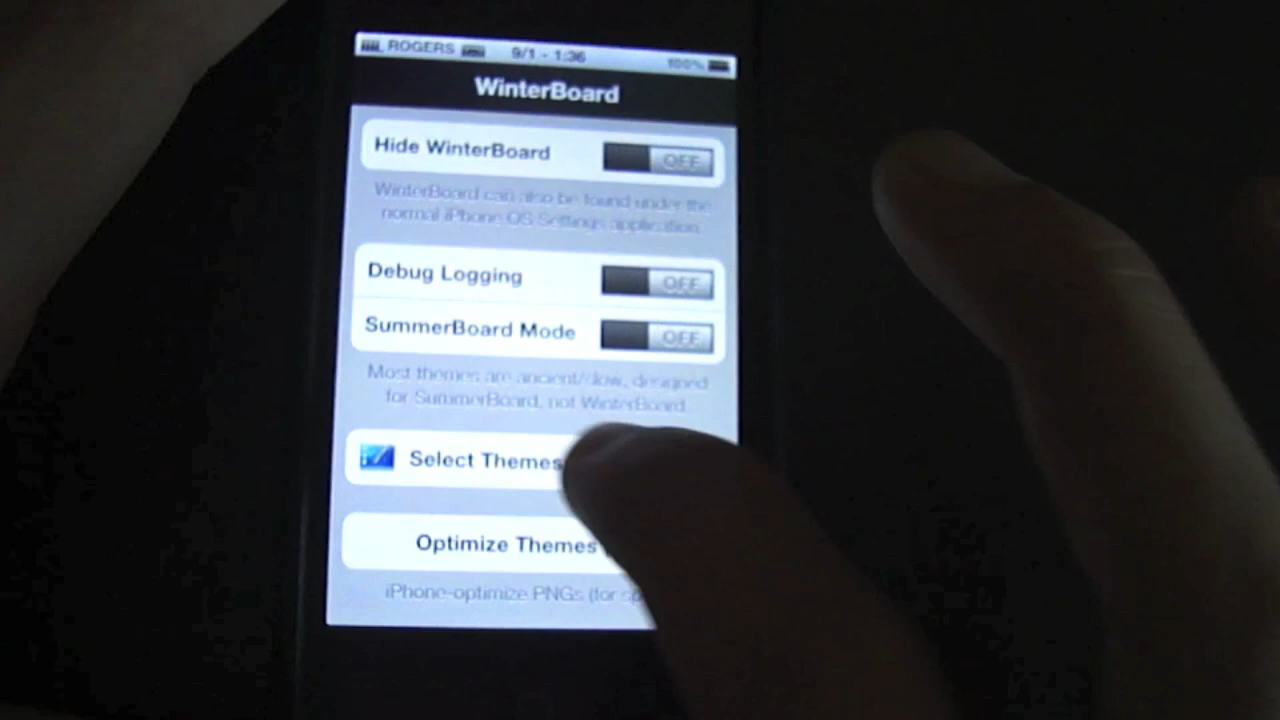 ROGERS 9/1 - 1:36 100%
WinterBoard
Hide WinterBoard OFF
WinterBoard can also be found under the
normal iPhone OS Settings application.
Debug Logging OFF
SummerBoard Mode OFF
Most themes are ancient/slow, designed
for SummerBoard, not WinterBoard.
Select Themes
Optimize Themes
iPhone-optimize PNGs (for